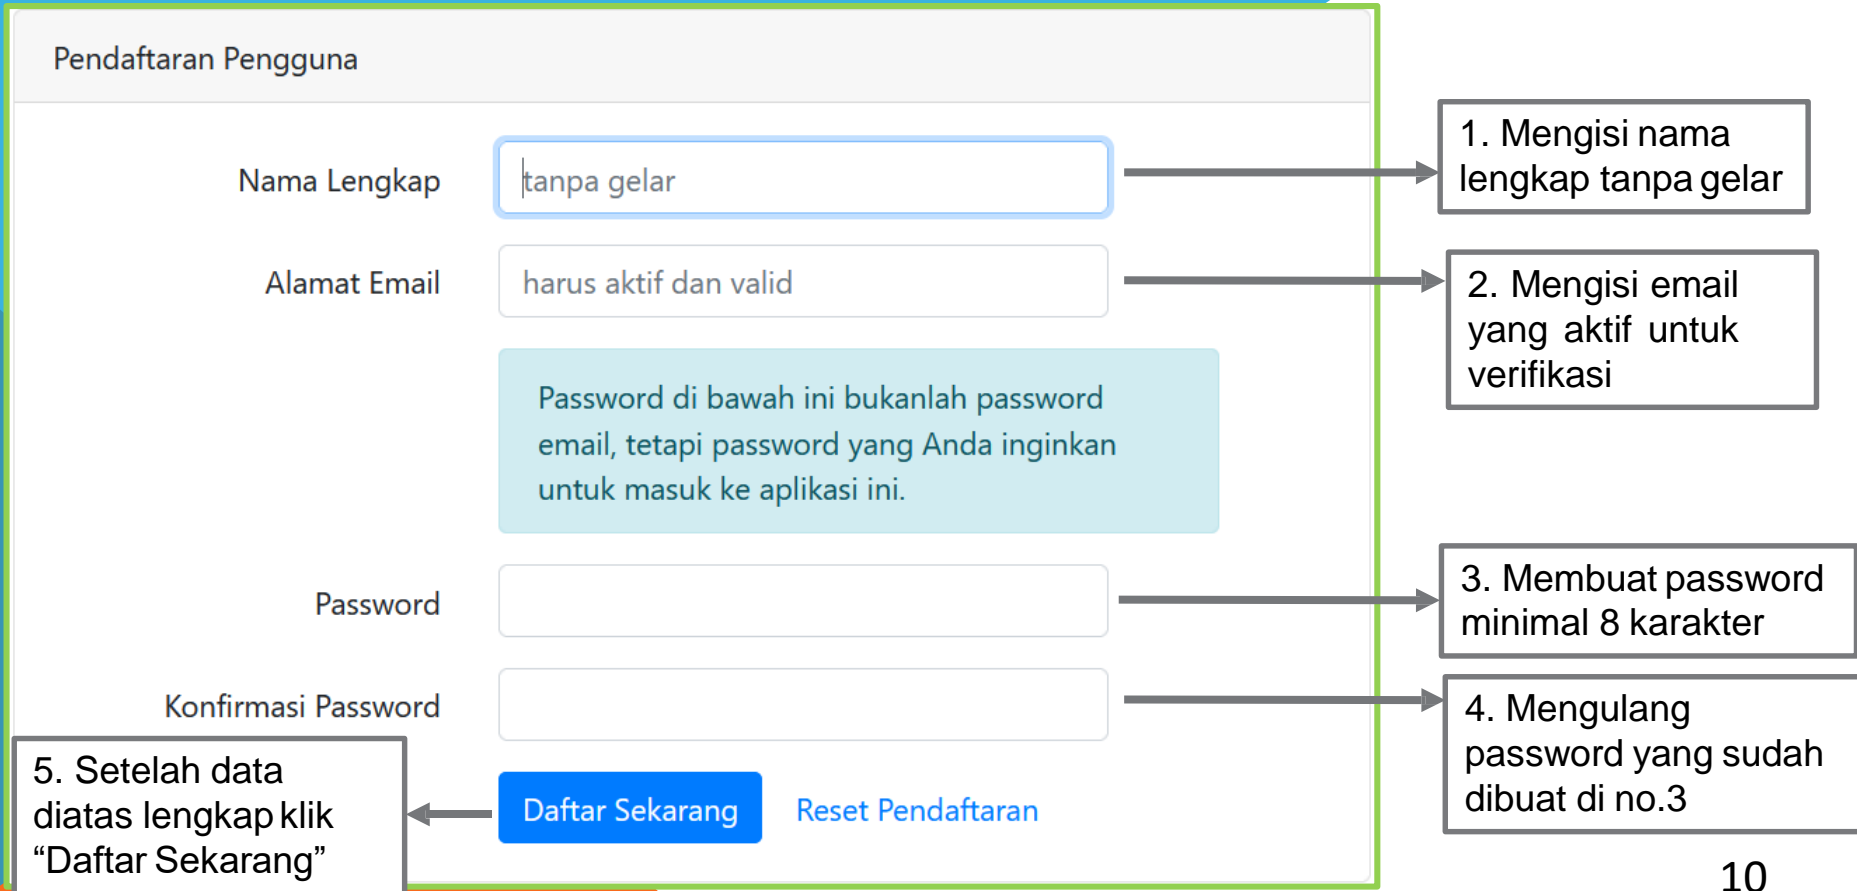 Pendaftaran Pengguna
Nama Lengkap
tanpa gelar
1. Mengisi nama
lengkap tanpa gelar
Alamat Email
harus aktif dan valid
2. Mengisi email
yang aktif untuk
verifikasi
Password di bawah ini bukanlah password
email, tetapi password yang Anda inginkan
untuk masuk ke aplikasi ini.
Password
3. Membuat password
minimal 8 karakter
Konfirmasi Password
4. Mengulang
password yang sudah
dibuat di no.3
5. Setelah data
diatas lengkap klik
“Daftar Sekarang”
Daftar Sekarang
Reset Pendaftaran
10